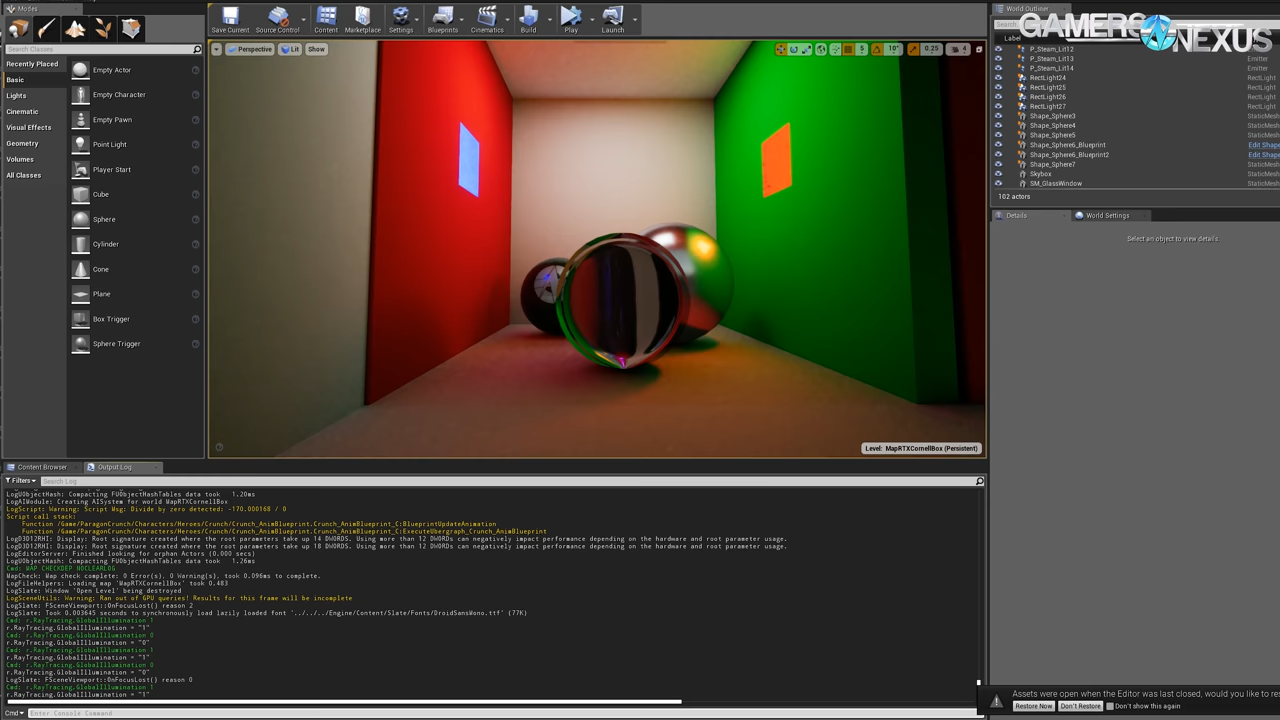 Modes
Search Classes
Recently Placed
Basic
Lights
Cinematic
Visual Effects
Geometry
Volumes
All Classes
Empty Actor
Empty Character
Empty Pawn
Point Light
Player Start
Cube
Sphere
Cylinder
Cone
Plane
Box Trigger
Sphere Trigger
Save Current
Source Control
Content
Marketplace
Settings
Blueprints
Cinematics
Build
Play
Launch
Perspective
Lit
Show
5
10°
0.25
4
Level: MapRTXCornellBox (Persistent)
World Outliner
GAMERS NEXUS
Search
Label
P_Steam_Lit12
P_Steam_Lit13 Emitter
P_Steam_Lit14 Emitter
RectLight24 RectLight
RectLight25 RectLight
RectLight26 RectLight
RectLight27 RectLight
Shape_Sphere3 StaticMesh
Shape_Sphere4 StaticMesh
Shape_Sphere5 StaticMesh
Shape_Sphere6_Blueprint Edit Shape
Shape_Sphere6_Blueprint2 Edit Shape
Shape_Sphere7 StaticMesh
Skybox StaticMesh
SM_GlassWindow StaticMesh
102 actors
Details
World Settings
Select an object to view details.
Content Browser
Output Log
Filters
Search Log
LogUObjectHash: Compacting FUObjectHashTables data took 1.20ms
LogAIModule: Creating AISystem for world MapRTXCornellBox
LogScript: Warning: Script Msg: Divide by zero detected: -170.000168 / 0
Script call stack:
Function /Game/ParagonCrunch/Characters/Heroes/Crunch/Crunch_AnimBlueprint.Crunch_AnimBlueprint_C:BlueprintUpdateAnimation
Function /Game/ParagonCrunch/Characters/Heroes/Crunch/Crunch_AnimBlueprint.Crunch_AnimBlueprint_C:ExecuteUbergraph_Crunch_AnimBlueprint
LogD3D12RHI: Display: Root signature created where the root parameters take up 14 DWORDS. Using more than 12 DWORDs can negatively impact performance depending on the hardware and root parameter usage.
LogD3D12RHI: Display: Root signature created where the root parameters take up 18 DWORDS. Using more than 12 DWORDs can negatively impact performance depending on the hardware and root parameter usage.
LogEditorServer: Finished looking for orphan Actors (0.000 secs)
LogUObjectHash: Compacting FUObjectHashTables data took 1.26ms
Cmd: MAP CHECKDEP NOCLEARLOG
MapCheck: Map check complete: 0 Error(s), 0 Warning(s), took 0.096ms to complete.
LogFileHelpers: Loading map 'MapRTXCornellBox' took 0.483
LogSlate: Window 'Open Level' being destroyed
LogSceneUtils: Warning: Ran out of GPU queries! Results for this frame will be incomplete
LogSlate: FSceneViewport::OnFocusLost() reason 2
LogSlate: Took 0.003645 seconds to synchronously load lazily loaded font '../../../Engine/Content/Slate/Fonts/DroidSansMono.ttf' (77K)
Cmd: r.RayTracing.GlobalIllumination 1
r.RayTracing.GlobalIllumination = "1"
Cmd: r.RayTracing.GlobalIllumination 0
r.RayTracing.GlobalIllumination = "0"
Cmd: r.RayTracing.GlobalIllumination 1
r.RayTracing.GlobalIllumination = "1"
Cmd: r.RayTracing.GlobalIllumination 0
r.RayTracing.GlobalIllumination = "0"
LogSlate: FSceneViewport::OnFocusLost() reason 0
Cmd: r.RayTracing.GlobalIllumination 1
r.RayTracing.GlobalIllumination = "1"
Cmd
Enter Console Command
Assets were open when the Editor was last closed, would you like to res
Restore Now
Don't Restore
Don't show this again